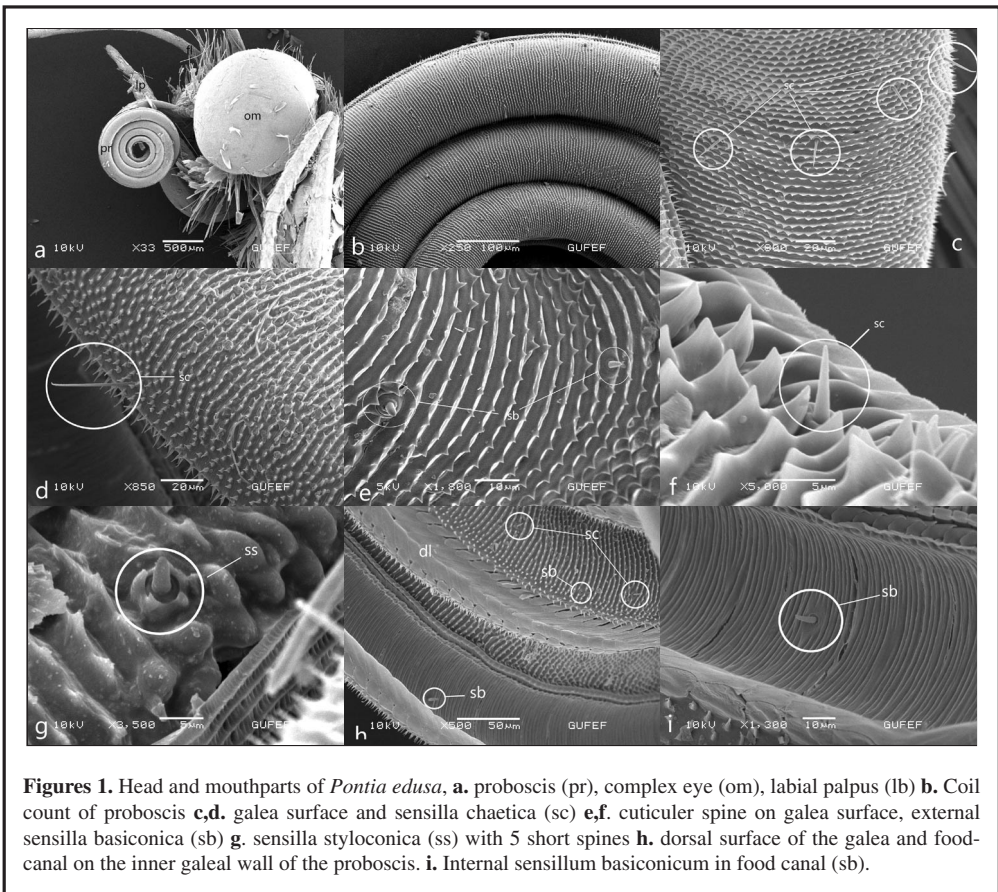 fl
lp
pr
om
a 10kV X33 500µm GUFEF
b 10kV X250 100µm GUFEF
sc
10kV 20µm GUFEF c
sc
d 10kV X850 20µm GUFEF
sb
e 5kV 10µm GUFEF
sc
f 10kV X5,000 5µm GUFEF
ss
g 10kV X3,500 5µm GUFEF
dl
sc
sb
sb
h 10kV X500 50µm GUFEF
sb
i 10kV X1,300 10µm GUFEF
Figures 1. Head and mouthparts of Pontia edusa, a. proboscis (pr), complex eye (om), labial palpus (lb) b. Coil
count of proboscis c,d. galea surface and sensilla chaetica (sc) e,f. cuticuler spine on galea surface, external
sensilla basiconica (sb) g. sensilla styloconica (ss) with 5 short spines h. dorsal surface of the galea and food-
canal on the inner galeal wall of the proboscis. i. Internal sensillum basiconicum in food canal (sb).